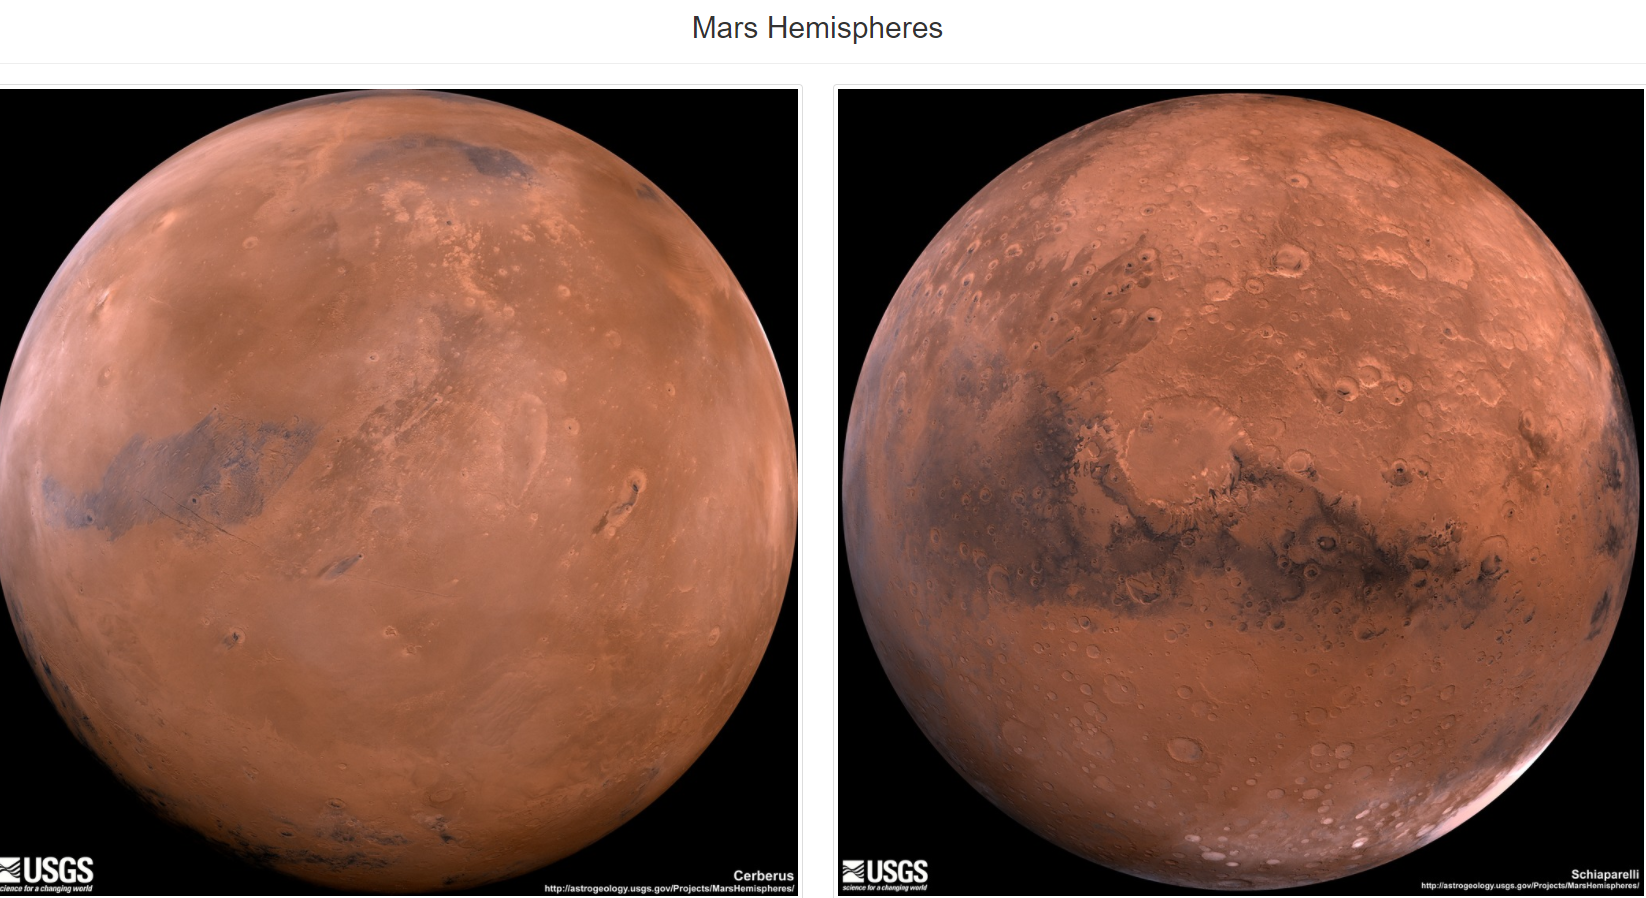 Mars Hemispheres
USGS
science for a changing world
Cerberus
http://astrogeology.usgs.gov/Projects/MarsHemispheres/
USGS
science for a changing world
Schiaparelli
http://astrogeology.usgs.gov/Projects/MarsHemispheres/